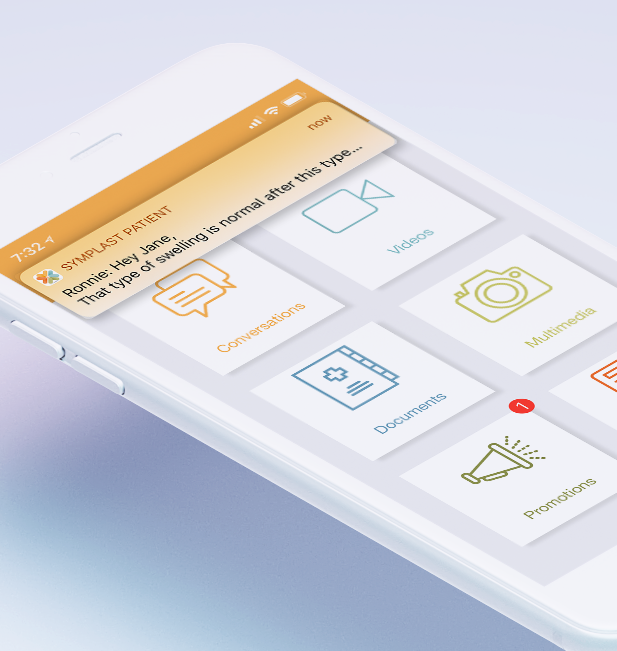 7:32
SYMPLAST PATIENT
now
Ronnie: Hey Jane,
That type of swelling is normal after this type...
Videos
Conversations
Multimedia
Documents
1
Promotions